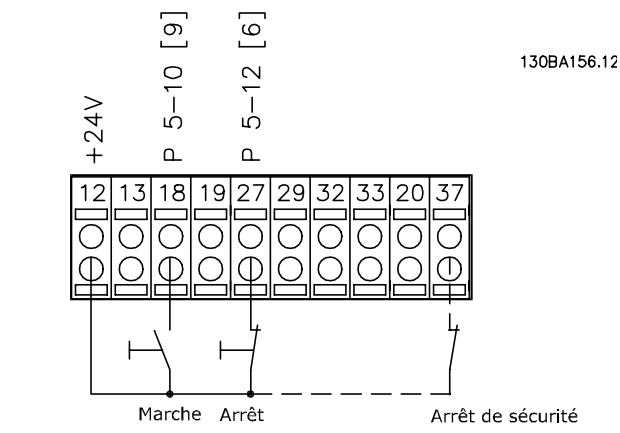 P 5-10 [9]
P 5-12 [6]
130BA156.12
+24V
12 13 18 19 27 29 32 33 20 37
Marche Arrêt
Arrêt de sécurité